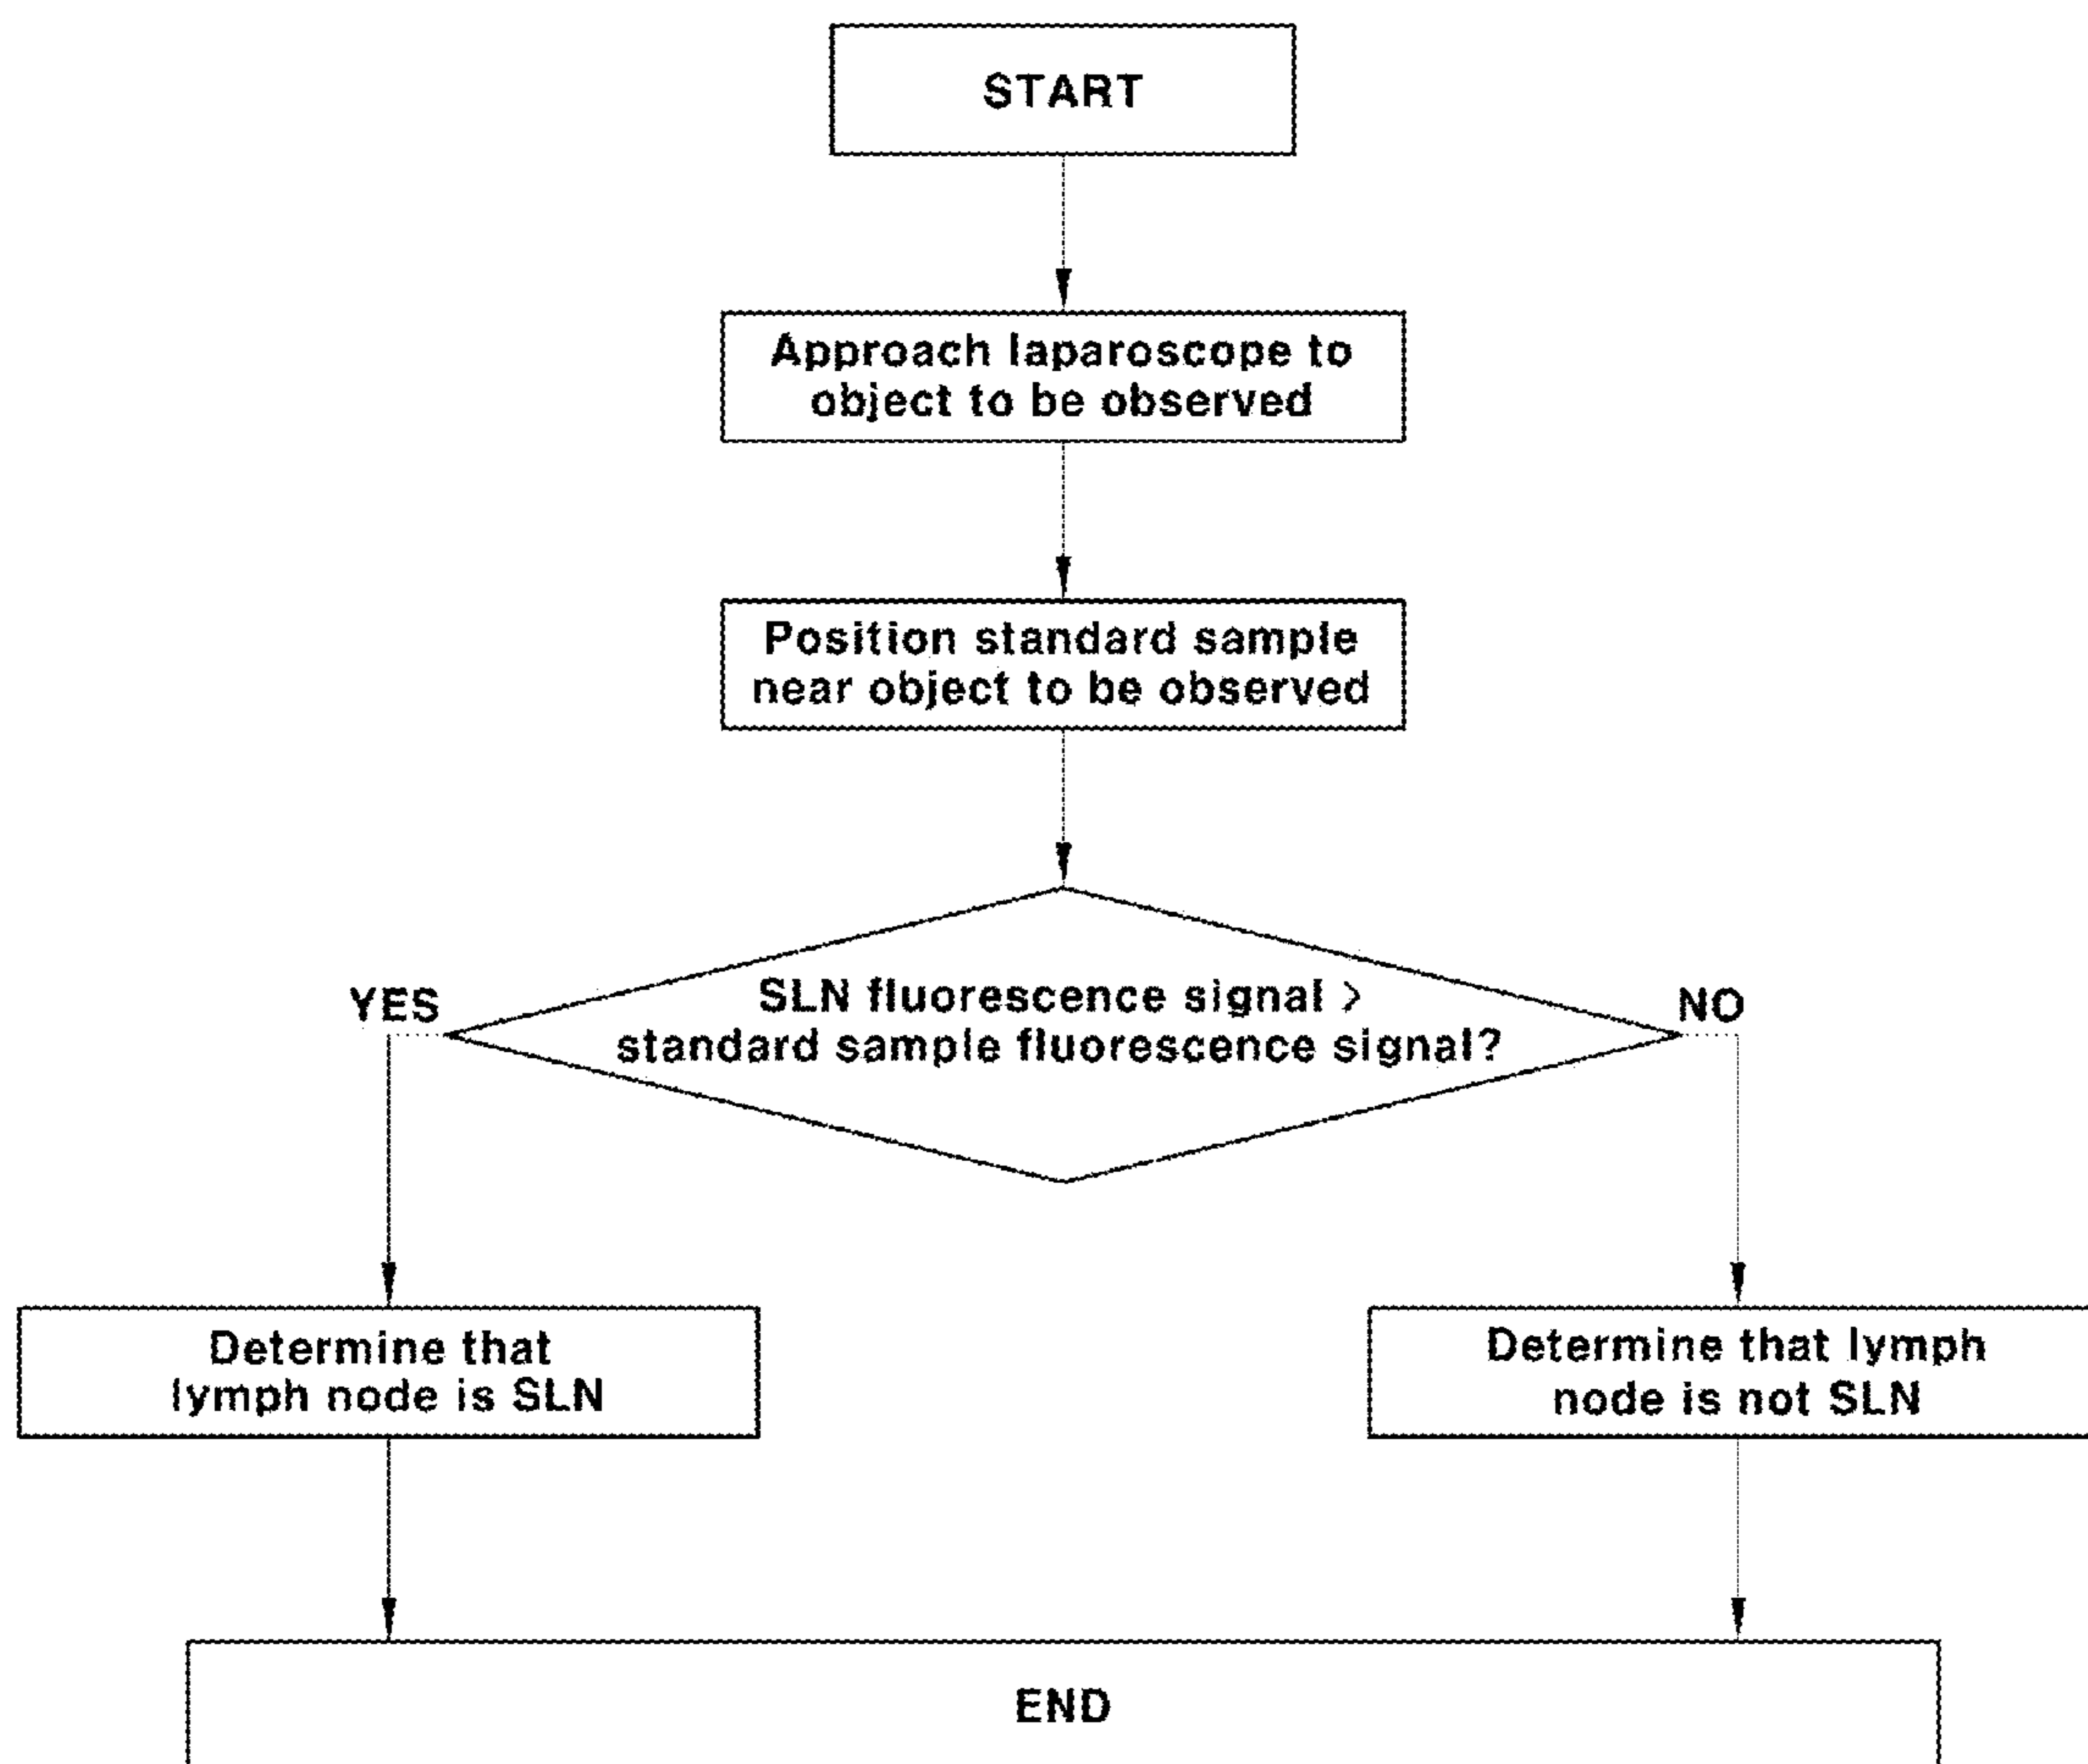 START
Approach laparoscope to
object to be observed
Position standard sample
near object to be observed
SLN fluorescence signal >
standard sample fluorescence signal?
YES
NO
Determine that
lymph node is SLN
Determine that lymph
node is not SLN
END